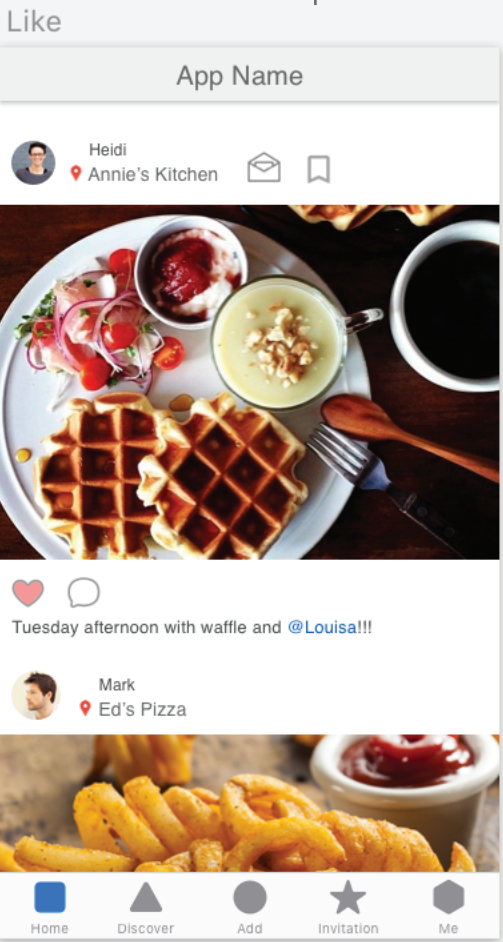 Like
App Name
Heidi
Annie's Kitchen
Tuesday afternoon with waffle and @Louisa!!!
Mark
Ed's Pizza
Home Discover Add Invitation Me